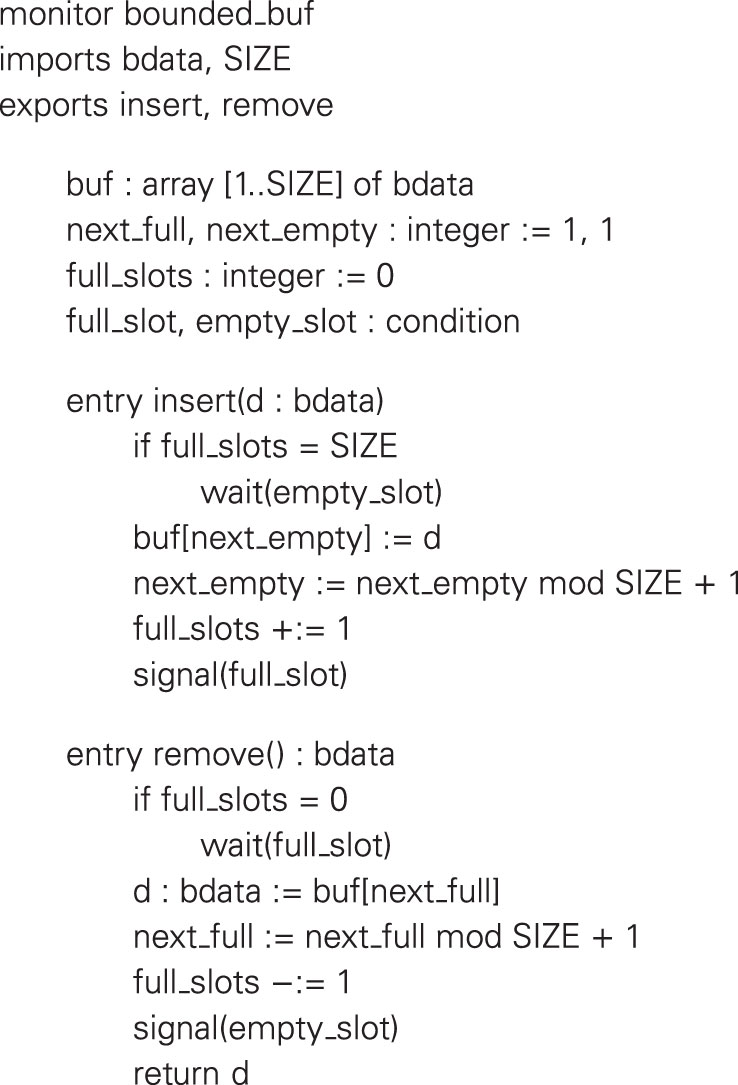 monitor bounded_buf
imports bdata, SIZE
exports insert, remove
buf : array [1..SIZE] of bdata
next_full, next_empty : integer := 1, 1
full_slots : integer := 0
full_slot, empty_slot : condition
entry insert(d : bdata)
if full_slots = SIZE
wait(empty_slot)
buf[next_empty] := d
next_empty := next_empty mod SIZE + 1
full_slots +:= 1
signal(full_slot)
entry remove() : bdata
if full_slots = 0
wait(full_slot)
d : bdata := buf[next_full]
next_full := next_full mod SIZE + 1
full_slots −:= 1
signal(empty_slot)
return d